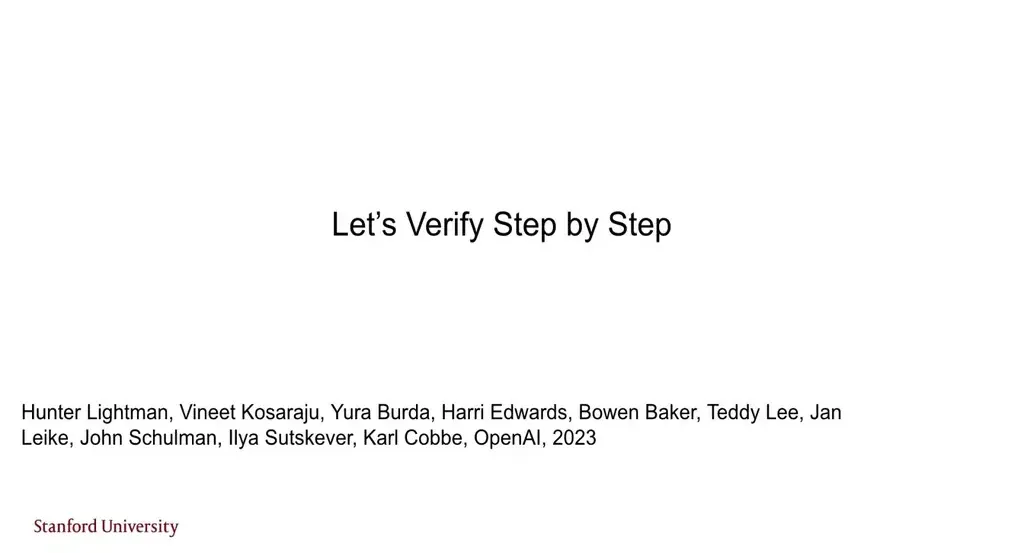 Let’s Verify Step by Step
Hunter Lightman, Vineet Kosaraju, Yura Burda, Harri Edwards, Bowen Baker, Teddy Lee, Jan
Leike, John Schulman, Ilya Sutskever, Karl Cobbe, OpenAI, 2023
Stanford University